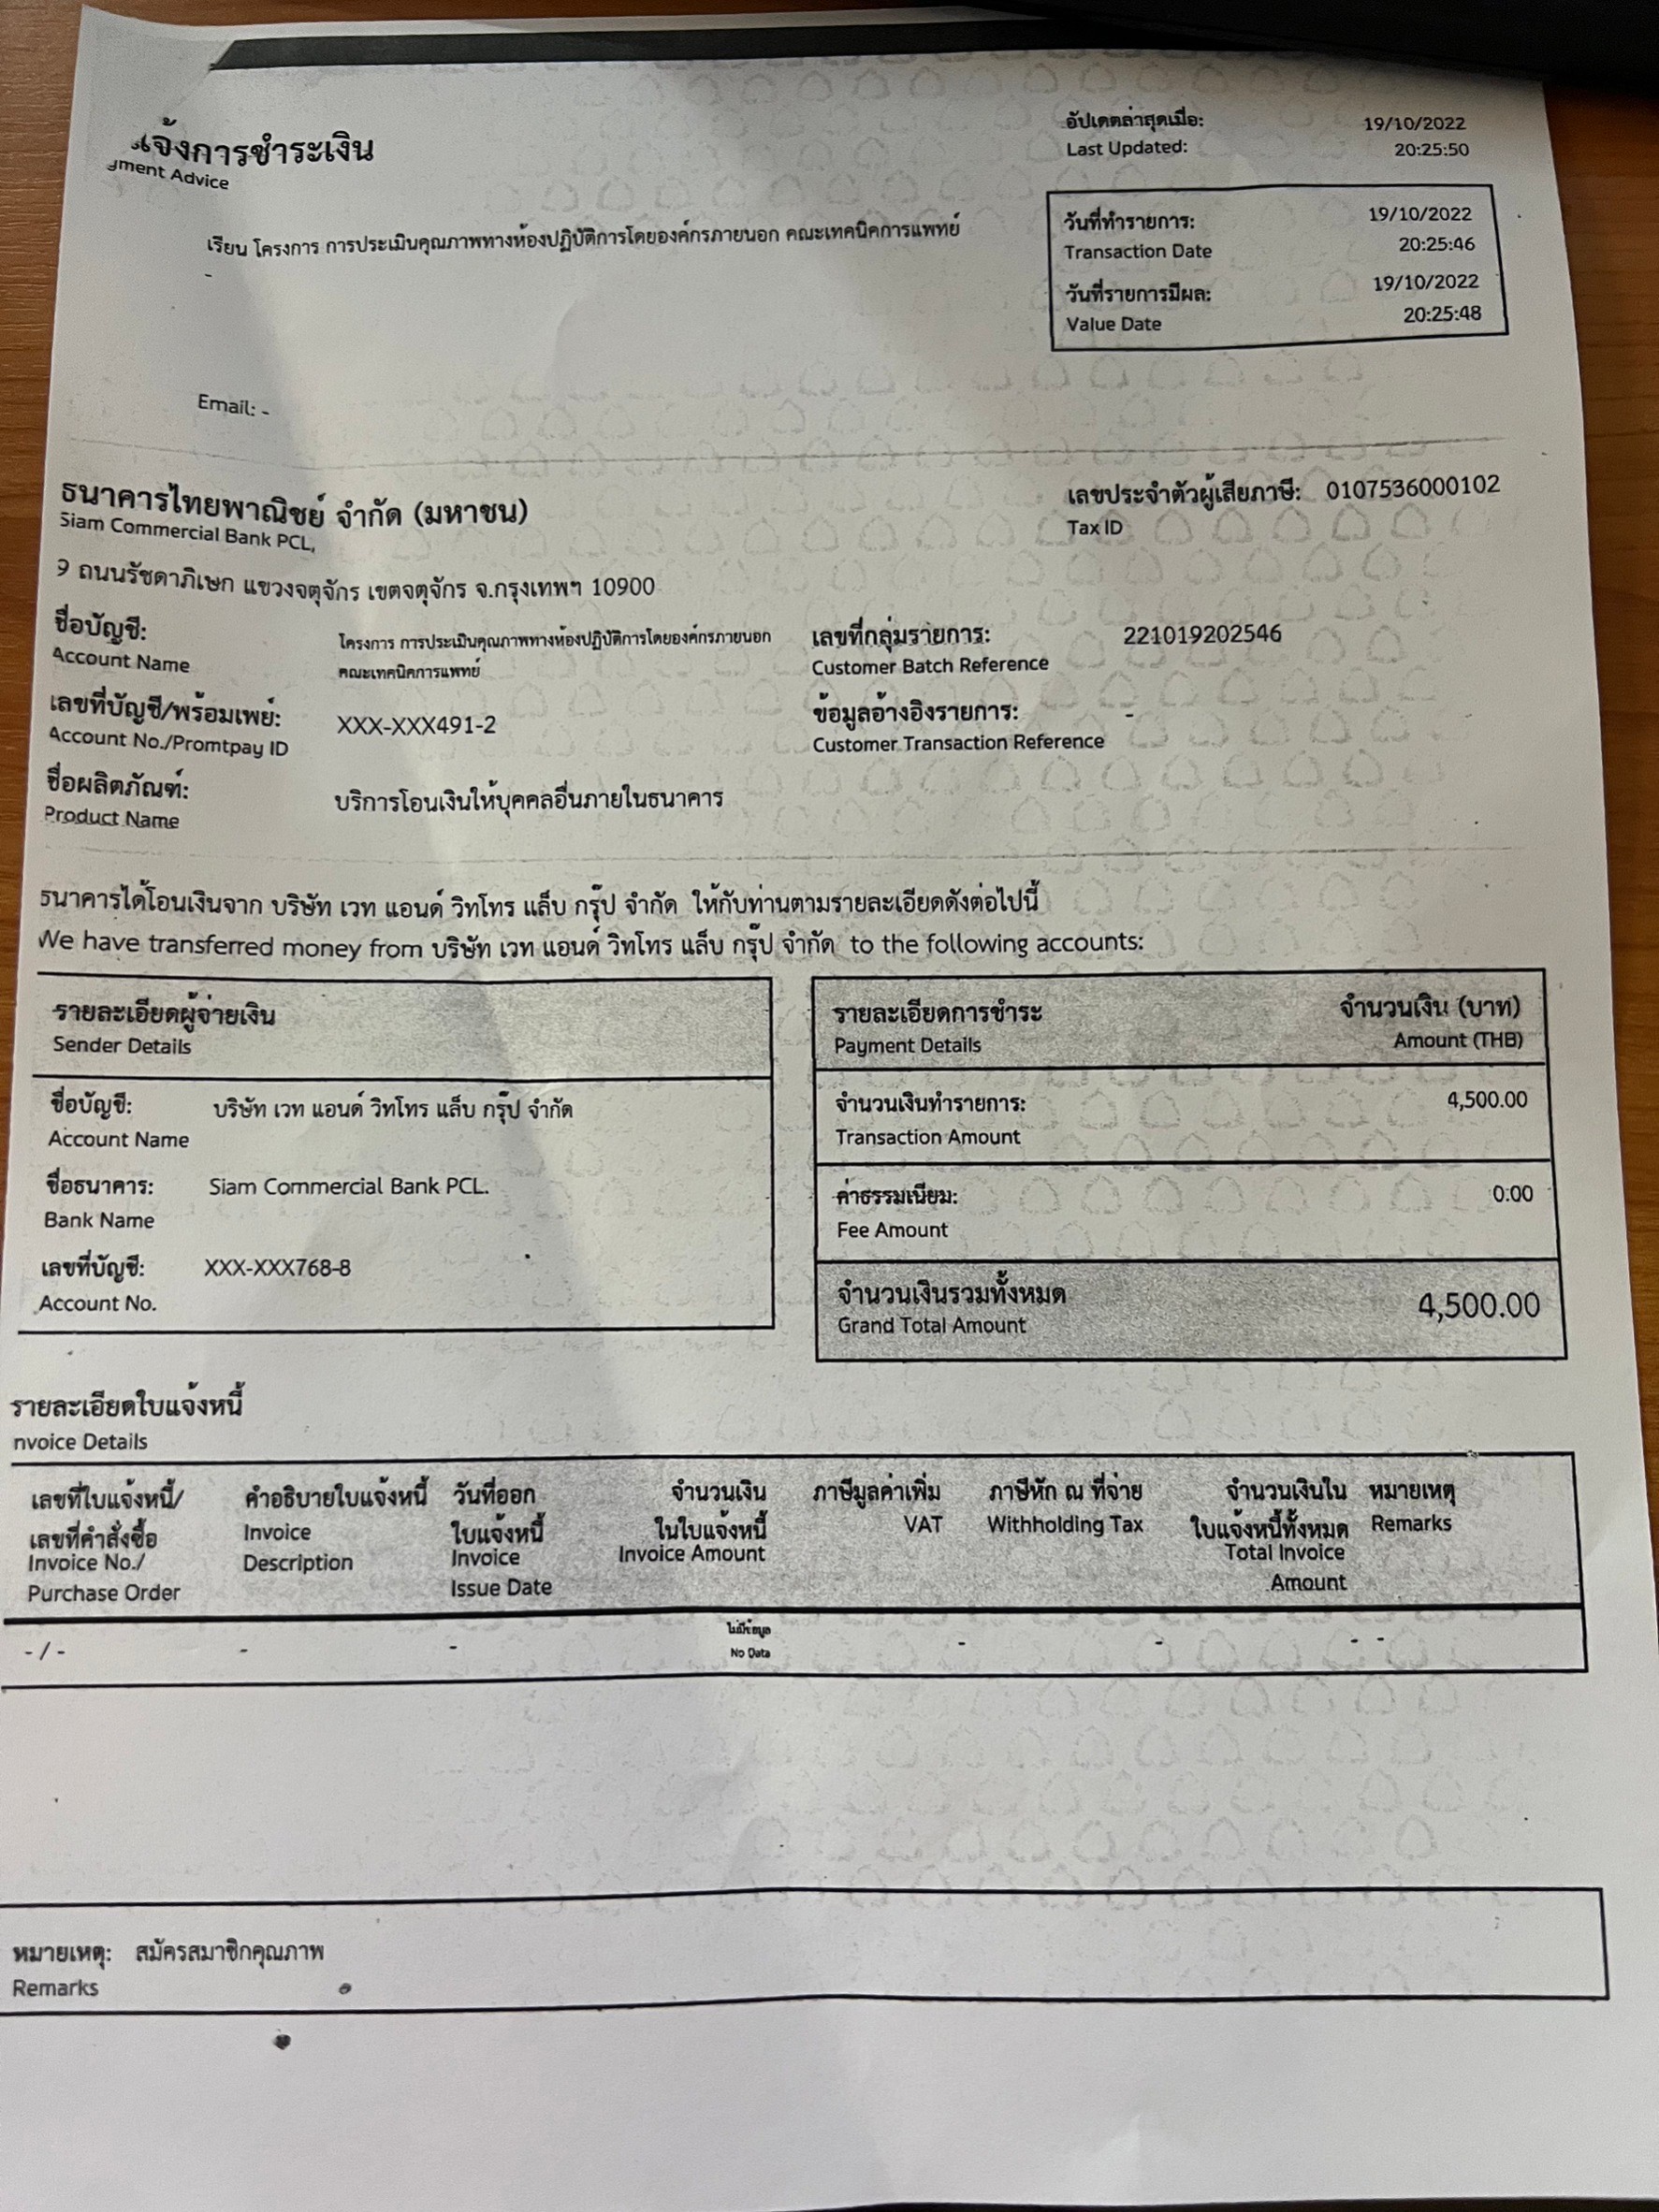 แจ้งการชำระเงิน
yment Advice
อัปเดตล่าสุดเมื่อ: 19/10/2022
Last Updated: 20:25:50
วันที่ทำรายการ: 19/10/2022
Transaction Date 20:25:46
วันที่รายการมีผล: 19/10/2022
Value Date 20:25:48
เรียน โครงการ การประเมินคุณภาพทางห้องปฏิบัติการโดยองค์กรภายนอก คณะเทคนิคการแพทย์
-
Email: -
ธนาคารไทยพาณิชย์ จำกัด (มหาชน)
Siam Commercial Bank PCL,
เลขประจำตัวผู้เสียภาษี: 0107536000102
Tax ID
9 ถนนรัชดาภิเษก แขวงจตุจักร เขตจตุจักร จ.กรุงเทพฯ 10900
ชื่อบัญชี: โครงการ การประเมินคุณภาพทางห้องปฏิบัติการโดยองค์กรภายนอก
Account Name คณะเทคนิคการแพทย์
เลขที่กลุ่มรายการ: 221019202546
Customer Batch Reference
เลขที่บัญชี/พร้อมเพย์: XXX-XXX491-2
Account No./Promtpay ID
ข้อมูลอ้างอิงรายการ: -
Customer Transaction Reference
ชื่อผลิตภัณฑ์: บริการโอนเงินให้บุคคลอื่นภายในธนาคาร
Product Name
ธนาคารได้โอนเงินจาก บริษัท เวท แอนด์ วิทโทร แล็บ กรุ๊ป จำกัด ให้กับท่านตามรายละเอียดดังต่อไปนี้
We have transferred money from บริษัท เวท แอนด์ วิทโทร แล็บ กรุ๊ป จำกัด to the following accounts:
รายละเอียดผู้จ่ายเงิน
Sender Details
ชื่อบัญชี: บริษัท เวท แอนด์ วิทโทร แล็บ กรุ๊ป จำกัด
Account Name
ชื่อธนาคาร: Siam Commercial Bank PCL.
Bank Name
เลขที่บัญชี: XXX-XXX768-8
Account No.
รายละเอียดการชำระ จำนวนเงิน (บาท)
Payment Details Amount (THB)
จำนวนเงินทำรายการ: 4,500.00
Transaction Amount
ค่าธรรมเนียม: 0.00
Fee Amount
จำนวนเงินรวมทั้งหมด 4,500.00
Grand Total Amount
รายละเอียดใบแจ้งหนี้
nvoice Details
เลขที่ใบแจ้งหนี้/ คำอธิบายใบแจ้งหนี้ วันที่ออก จำนวนเงิน ภาษีมูลค่าเพิ่ม ภาษีหัก ณ ที่จ่าย จำนวนเงินใน หมายเหตุ
เลขที่คำสั่งซื้อ Invoice ใบแจ้งหนี้ ในใบแจ้งหนี้ VAT Withholding Tax ใบแจ้งหนี้ทั้งหมด Remarks
Invoice No./ Description Invoice Invoice Amount Total Invoice
Purchase Order Issue Date Amount
- / - - - ไม่มีข้อมูล - - - -
No Data
หมายเหตุ: สมัครสมาชิกคุณภาพ
Remarks